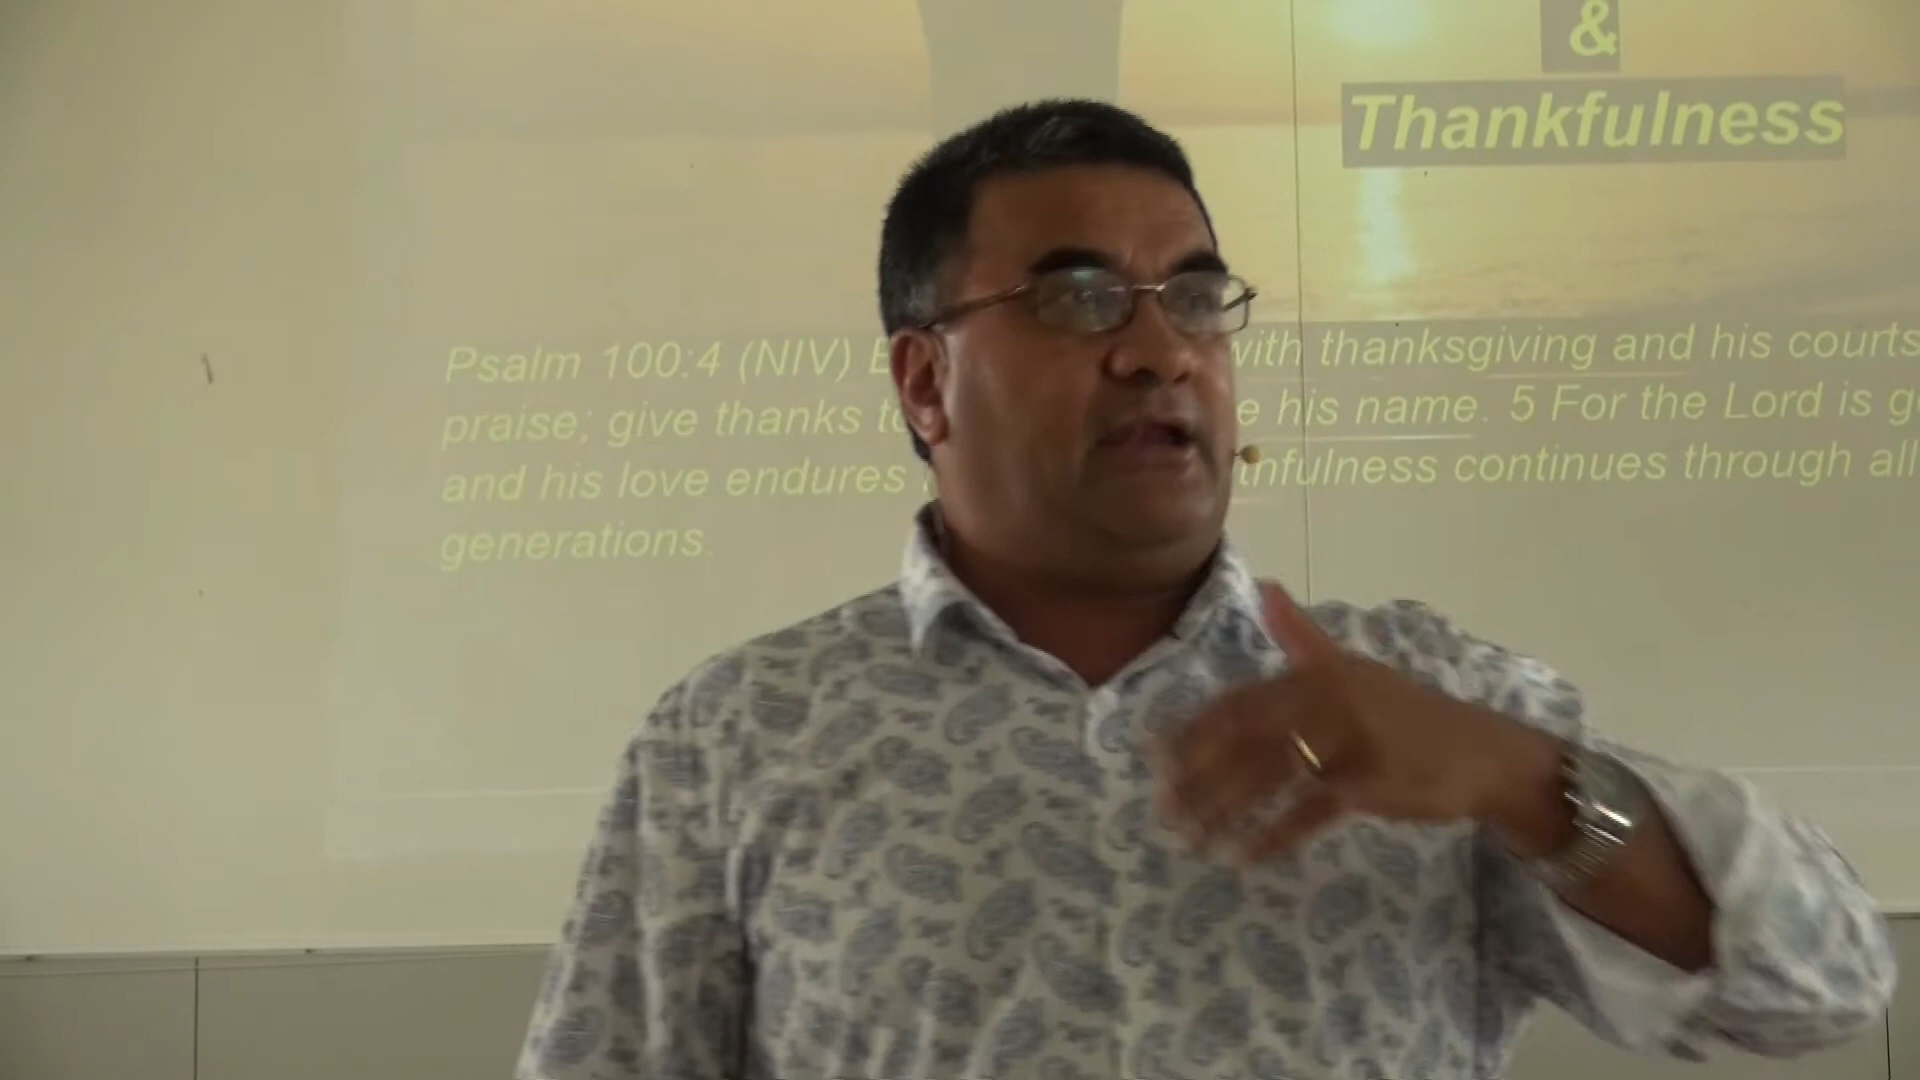 &
Thankfulness
Psalm 100:4 (NIV) with thanksgiving and his courts
praise; give thanks his name. 5 For the Lord is
and his love endures continues through all
generations.